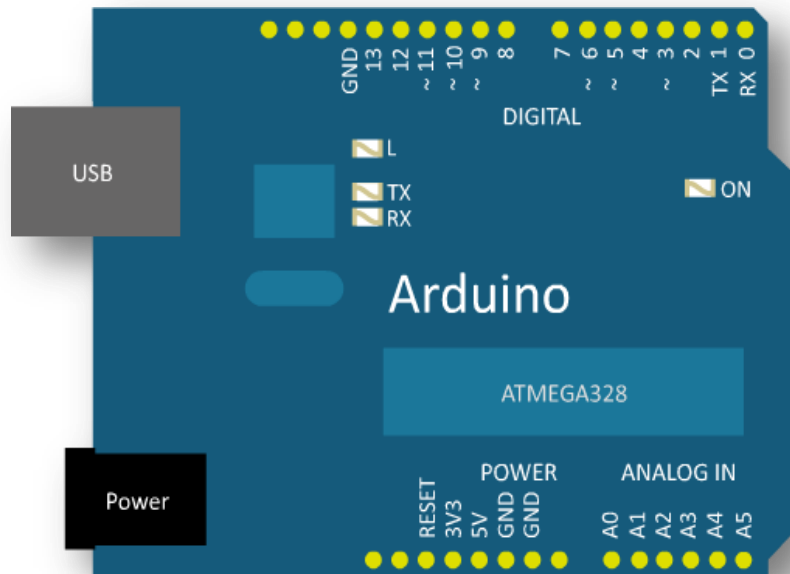 GND 13 12 ~ 11 ~ 10 ~ 9 8 7 ~ 6 ~ 5 4 ~ 3 2 TX 1 RX 0
DIGITAL
L
USB
TX
ON
RX
Arduino
ATMEGA328
POWER
ANALOG IN
Power
RESET 3V3 5V GND GND A0 A1 A2 A3 A4 A5